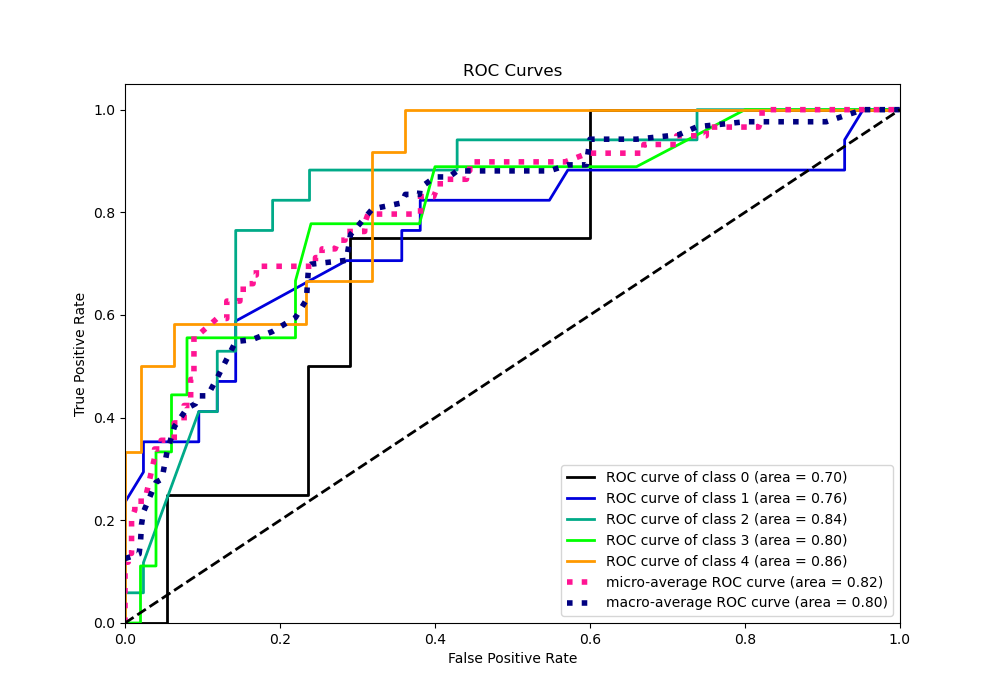 ROC Curves
True Positive Rate
1.0
0.8
0.6
0.4
0.2
0.0
ROC curve of class 0 (area = 0.70)
ROC curve of class 1 (area = 0.76)
ROC curve of class 2 (area = 0.84)
ROC curve of class 3 (area = 0.80)
ROC curve of class 4 (area = 0.86)
micro-average ROC curve (area = 0.82)
macro-average ROC curve (area = 0.80)
0.0 0.2 0.4 0.6 0.8 1.0
False Positive Rate